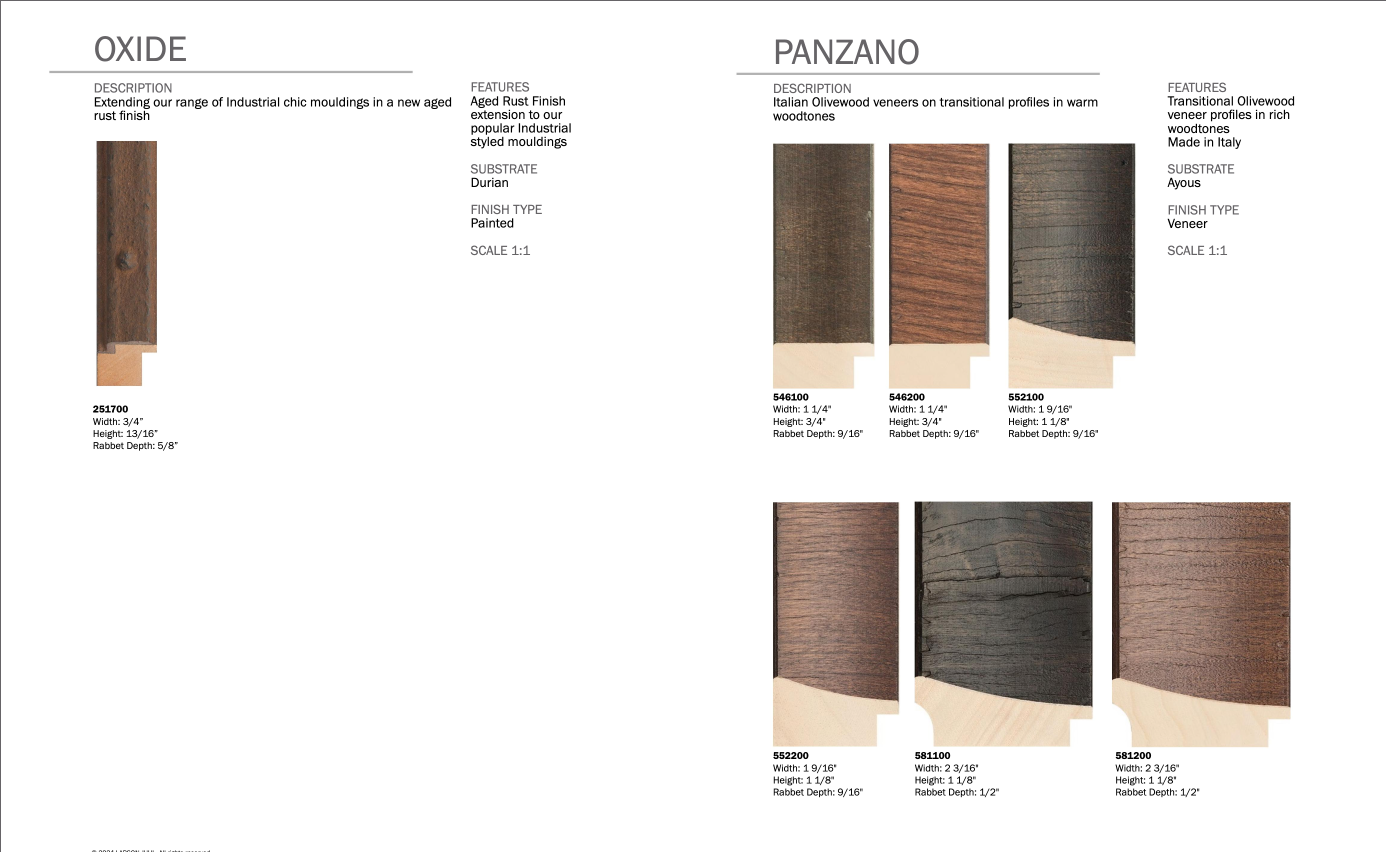 OXIDE
DESCRIPTION
Extending our range of Industrial chic mouldings in a new aged
rust finish
FEATURES
Aged Rust Finish
extension to our
popular Industrial
styled mouldings
SUBSTRATE
Durian
FINISH TYPE
Painted
SCALE 1:1
251700
Width: 3/4”
Height: 13/16”
Rabbet Depth: 5/8”
PANZANO
DESCRIPTION
Italian Olivewood veneers on transitional profiles in warm
woodtones
FEATURES
Transitional Olivewood
veneer profiles in rich
woodtones
Made in Italy
SUBSTRATE
Ayous
FINISH TYPE
Veneer
SCALE 1:1
546100
Width: 1 1/4"
Height: 3/4"
Rabbet Depth: 9/16"
546200
Width: 1 1/4"
Height: 3/4"
Rabbet Depth: 9/16"
552100
Width: 1 9/16"
Height: 1 1/8"
Rabbet Depth: 9/16"
552200
Width: 1 9/16"
Height: 1 1/8"
Rabbet Depth: 9/16"
581100
Width: 2 3/16"
Height: 1 1/8"
Rabbet Depth: 1/2"
581200
Width: 2 3/16"
Height: 1 1/8"
Rabbet Depth: 1/2"